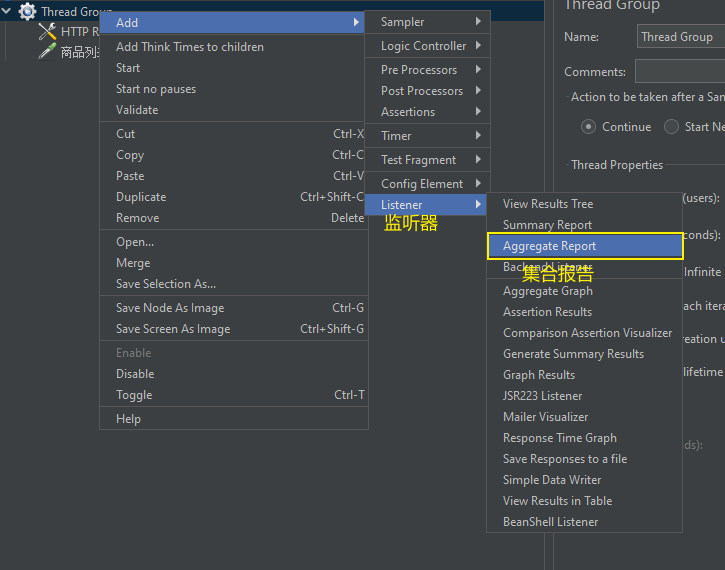 Thread Group
HTTP R
商品列
Add
Add Think Times to children
Start
Start no pauses
Validate
Cut Ctrl-X
Copy Ctrl-C
Paste Ctrl-V
Duplicate Ctrl+Shift-C
Remove Delete
Open...
Merge
Save Selection As...
Save Node As Image Ctrl-G
Save Screen As Image Ctrl+Shift-G
Enable
Disable
Toggle Ctrl-T
Help
Sampler
Logic Controller
Pre Processors
Post Processors
Assertions
Timer
Test Fragment
Config Element
Listener
监听器
View Results Tree
Summary Report
Aggregate Report
Backend Listener
集合报告
Aggregate Graph
Assertion Results
Comparison Assertion Visualizer
Generate Summary Results
Graph Results
JSR223 Listener
Mailer Visualizer
Response Time Graph
Save Responses to a file
Simple Data Writer
View Results in Table
BeanShell Listener
Thread Group
Name: Thread Group
Comments:
Action to be taken after a Sam
Continue Start Ne
Thread Properties
(users):
conds):
Infinite
ach itera
reation u
lifetime
ds):